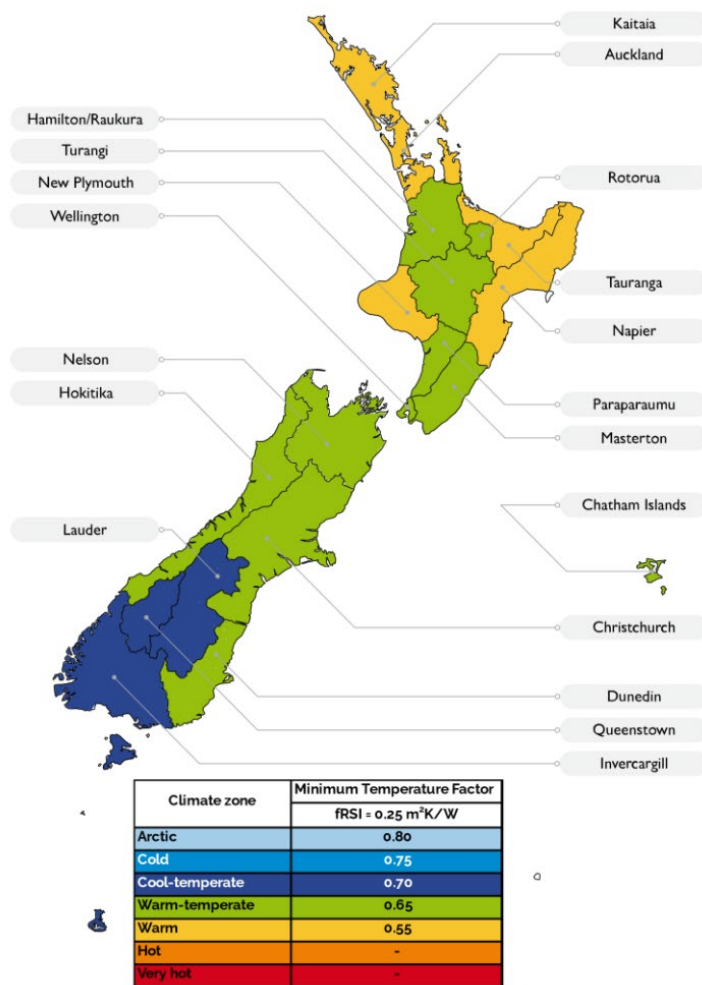 Kaitaia
Auckland
Hamilton/Raukura
Turangi
New Plymouth
Wellington
Rotorua
Tauranga
Napier
Nelson
Hokitika
Paraparaumu
Masterton
Chatham Islands
Lauder
Christchurch
Dunedin
Queenstown
Invercargill
Climate zone Minimum Temperature Factor
fRSI = 0.25 m²K/W
Arctic 0.80
Cold 0.75
Cool-temperate 0.70
Warm-temperate 0.65
Warm 0.55
Hot -
Very hot -